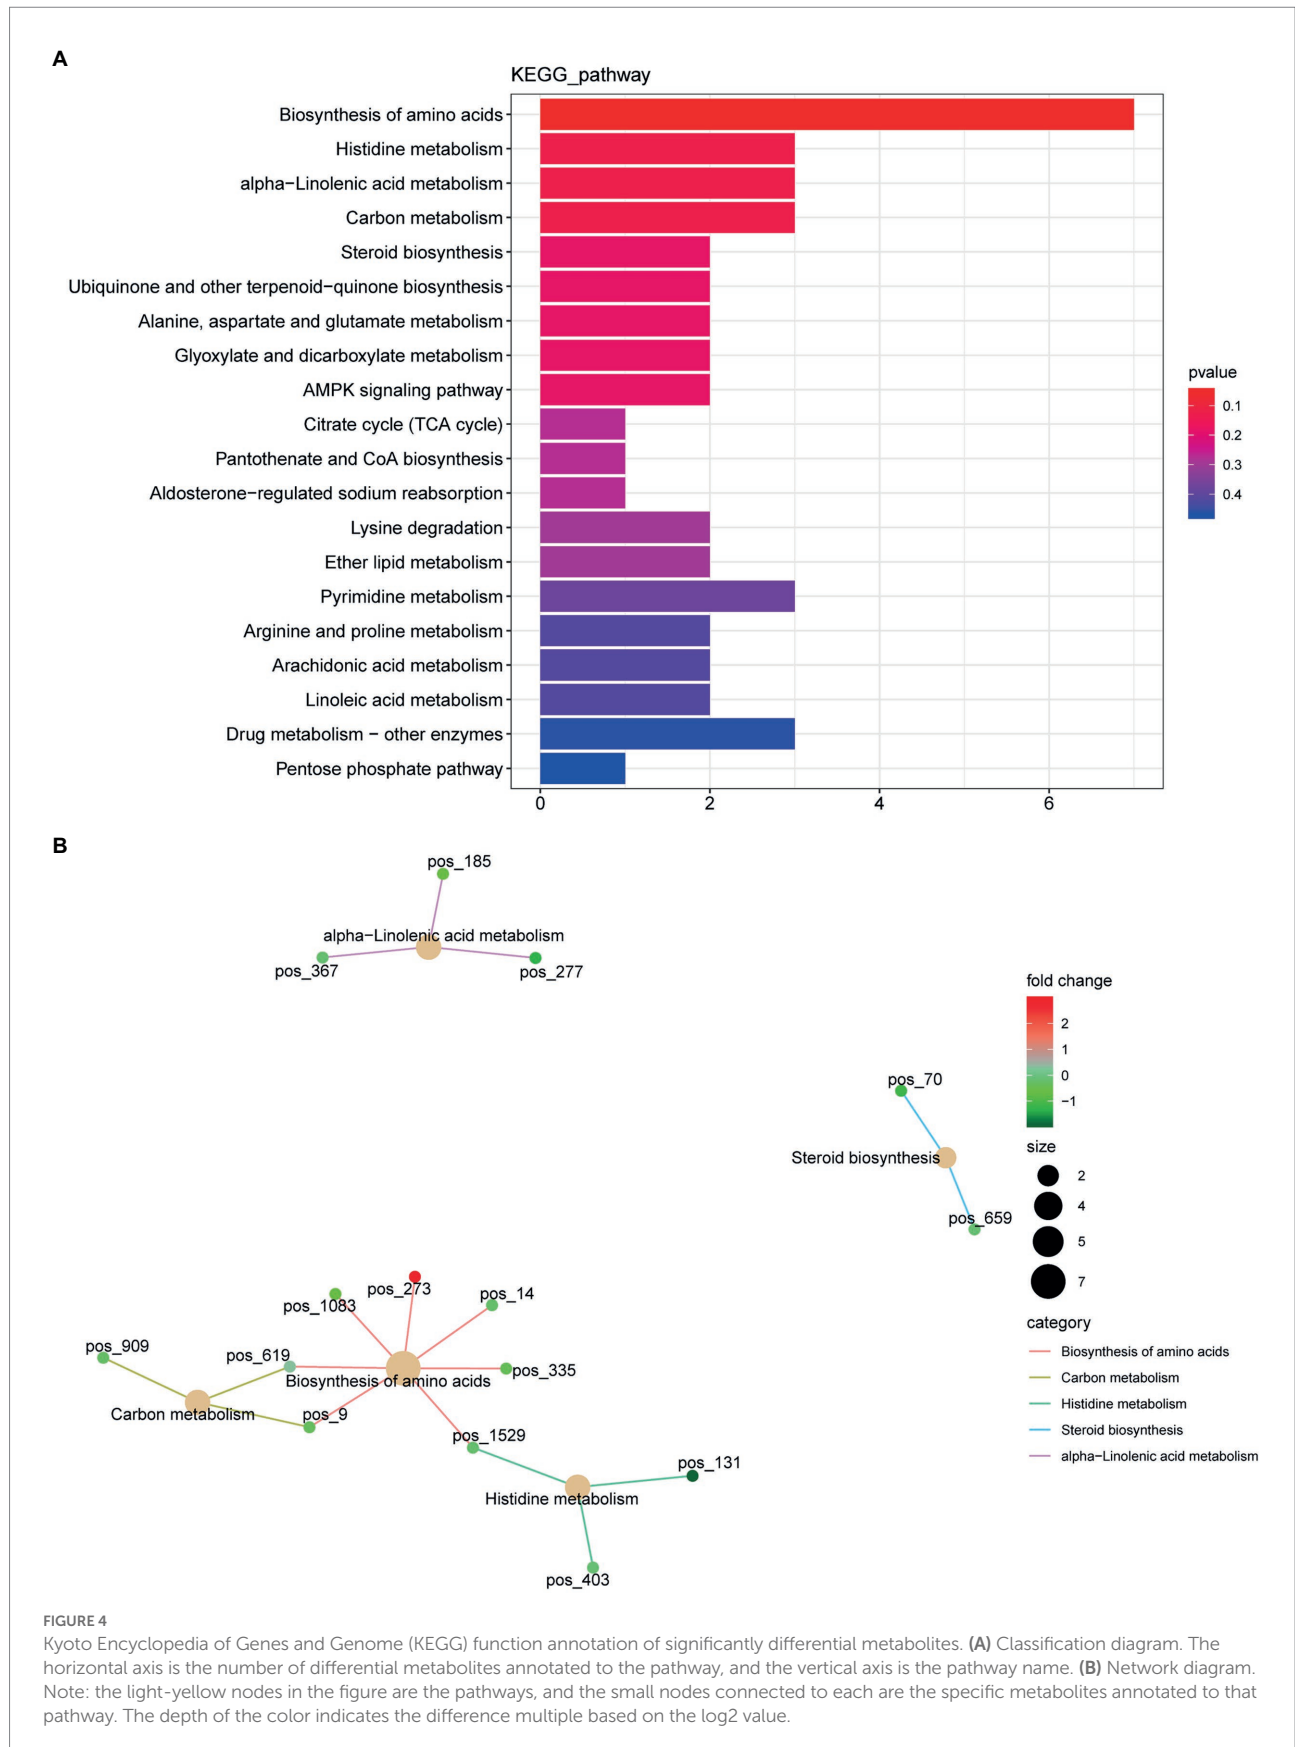 A
KEGG_pathway
Biosynthesis of amino acids
Histidine metabolism
alpha−Linolenic acid metabolism
Carbon metabolism
Steroid biosynthesis
Ubiquinone and other terpenoid−quinone biosynthesis
Alanine, aspartate and glutamate metabolism
Glyoxylate and dicarboxylate metabolism
AMPK signaling pathway
Citrate cycle (TCA cycle)
Pantothenate and CoA biosynthesis
Aldosterone−regulated sodium reabsorption
Lysine degradation
Ether lipid metabolism
Pyrimidine metabolism
Arginine and proline metabolism
Arachidonic acid metabolism
Linoleic acid metabolism
Drug metabolism − other enzymes
Pentose phosphate pathway
0 2 4 6
pvalue
0.1
0.2
0.3
0.4
B
pos_185
alpha−Linolenic acid metabolism
pos_367
pos_277
pos_70
Steroid biosynthesis
pos_659
pos_273
pos_1083
pos_14
pos_909
pos_619
pos_335
Biosynthesis of amino acids
Carbon metabolism
pos_9
pos_1529
pos_131
Histidine metabolism
pos_403
fold change
2
1
0
−1
size
2
4
5
7
category
Biosynthesis of amino acids
Carbon metabolism
Histidine metabolism
Steroid biosynthesis
alpha−Linolenic acid metabolism
FIGURE 4
Kyoto Encyclopedia of Genes and Genome (KEGG) function annotation of significantly differential metabolites. (A) Classification diagram. The
horizontal axis is the number of differential metabolites annotated to the pathway, and the vertical axis is the pathway name. (B) Network diagram.
Note: the light-yellow nodes in the figure are the pathways, and the small nodes connected to each are the specific metabolites annotated to that
pathway. The depth of the color indicates the difference multiple based on the log2 value.